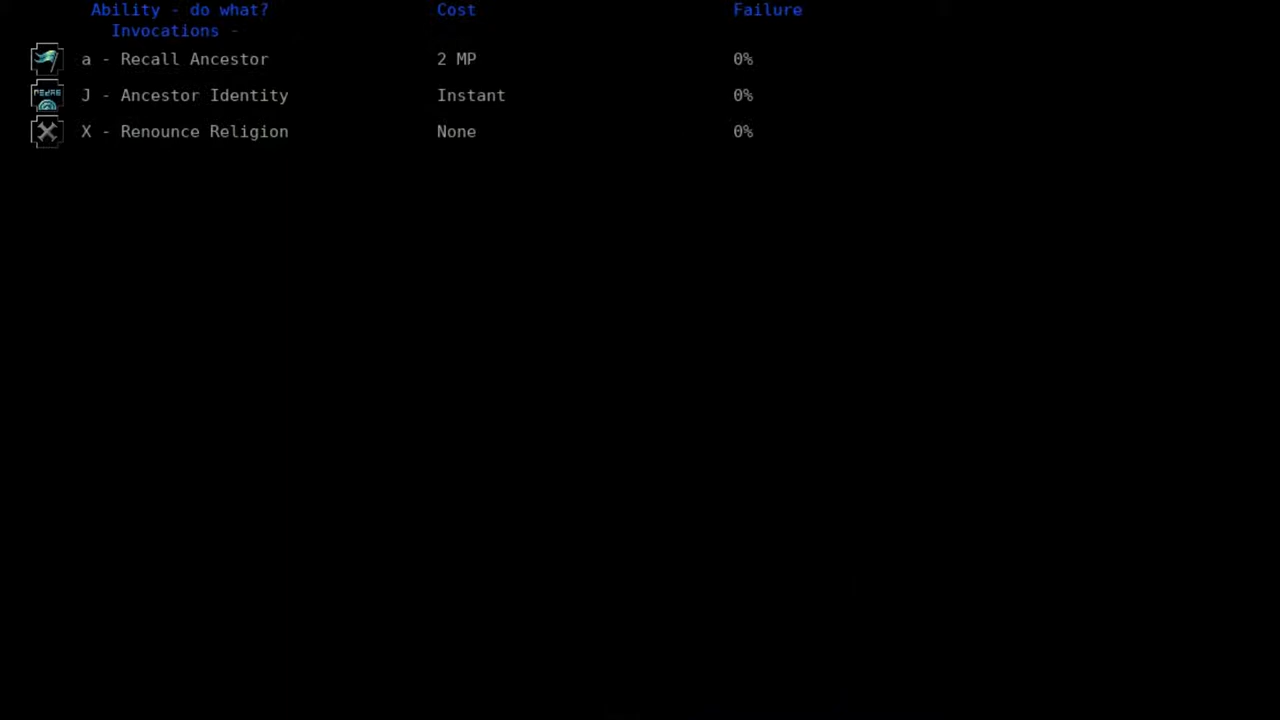 Ability - do what? Cost Failure
Invocations -
a - Recall Ancestor 2 MP 0%
J - Ancestor Identity Instant 0%
X - Renounce Religion None 0%